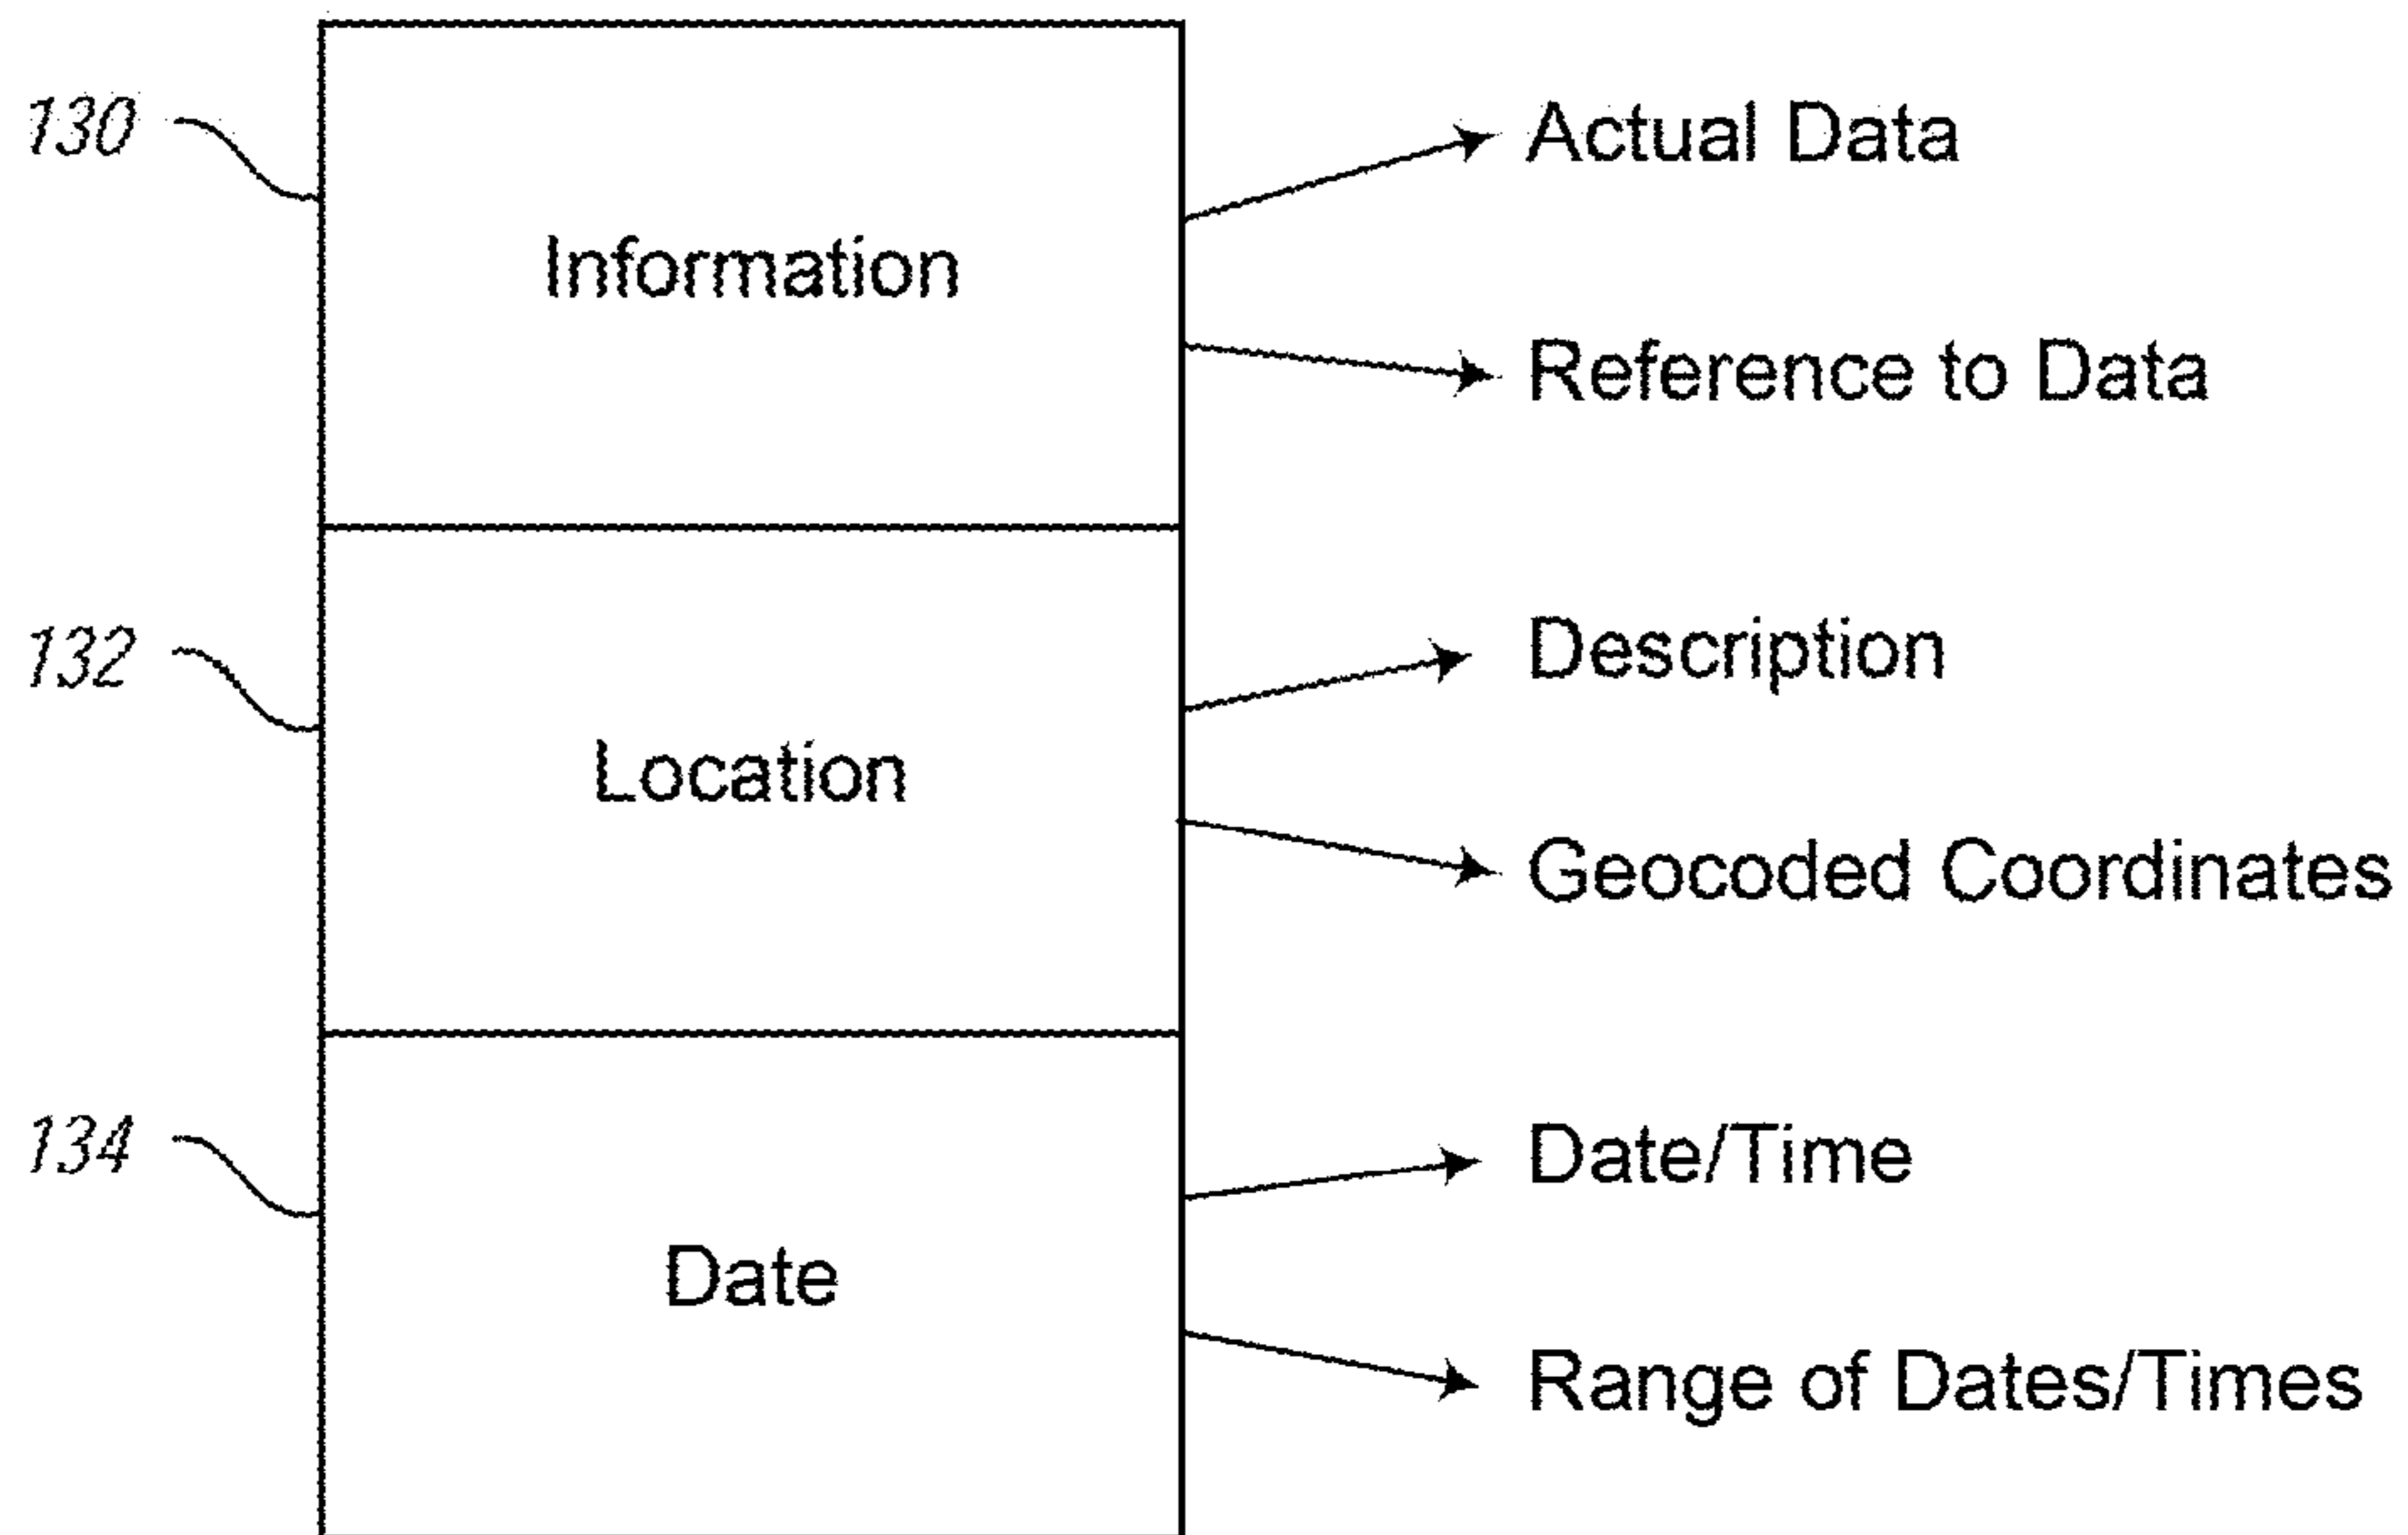 130
Information
Actual Data
Reference to Data
132
Location
Description
Geocoded Coordinates
134
Date
Date/Time
Range of Dates/Times